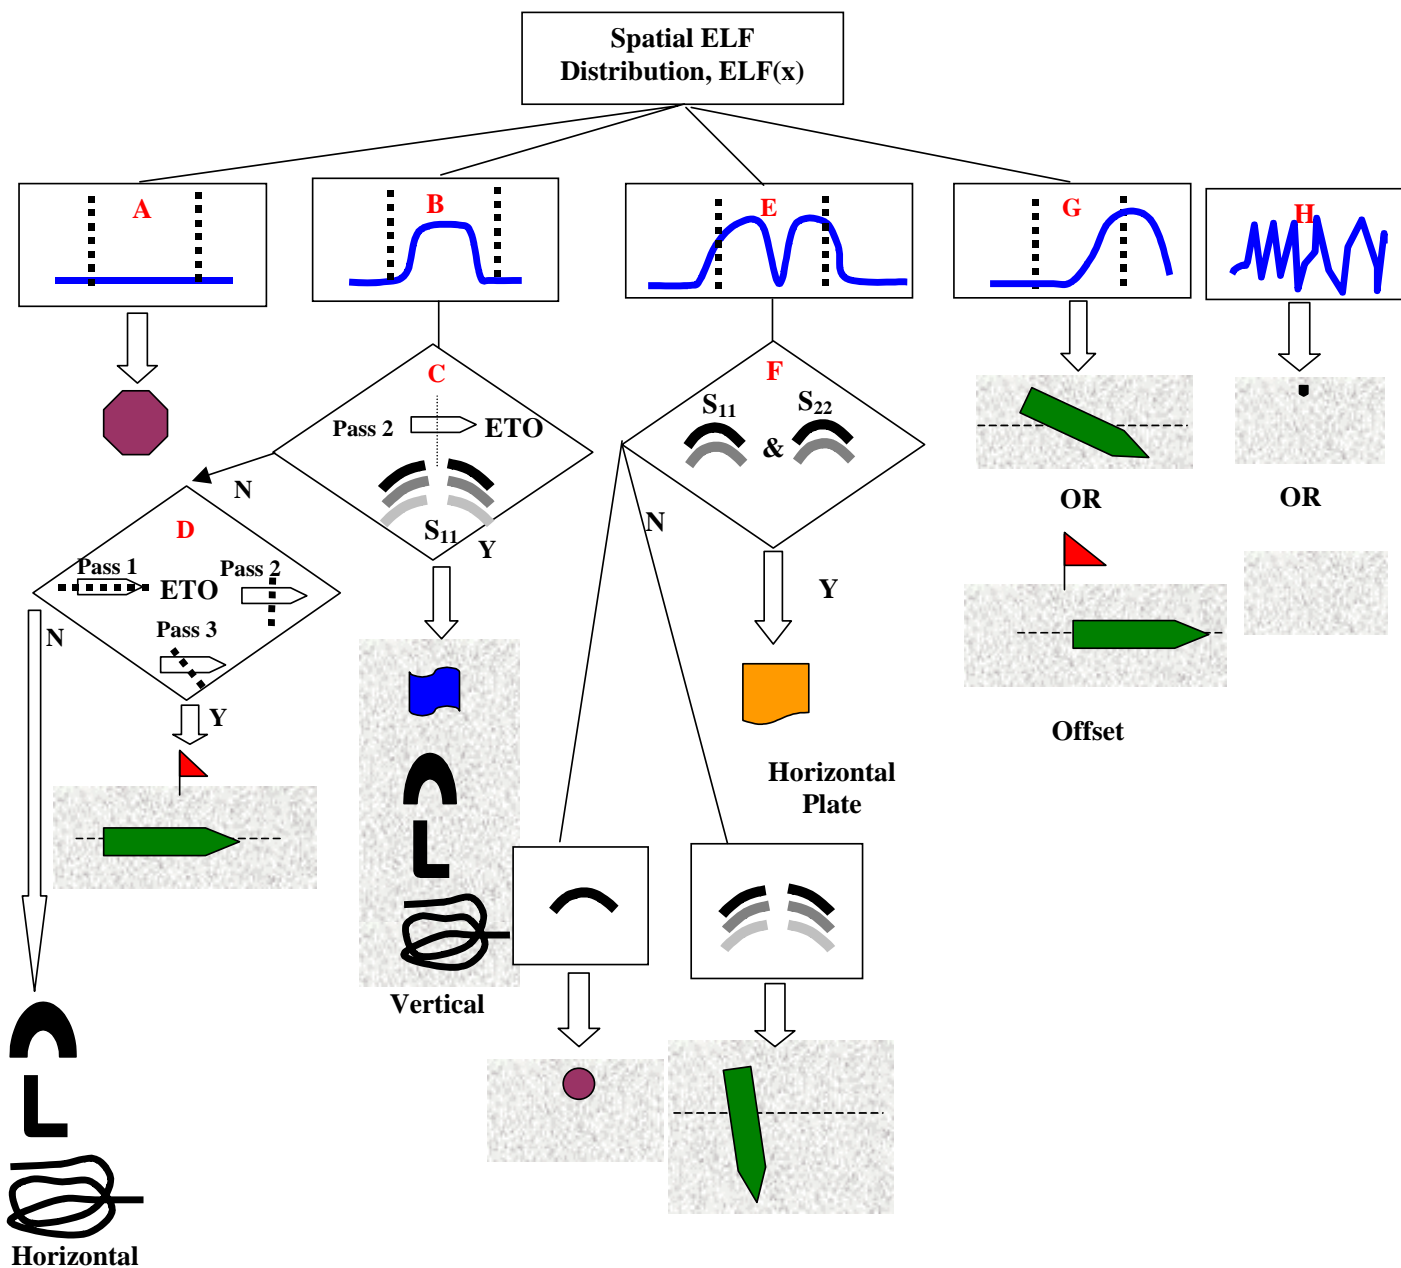 Spatial ELF
Distribution, ELF(x)
A
B
E
G
H
C
Pass 2
ETO
S11
N
Y
F
S11
S22
&
N
Y
D
Pass 1
ETO
Pass 2
Pass 3
N
Y
OR
OR
Offset
Horizontal
Plate
Vertical
Horizontal